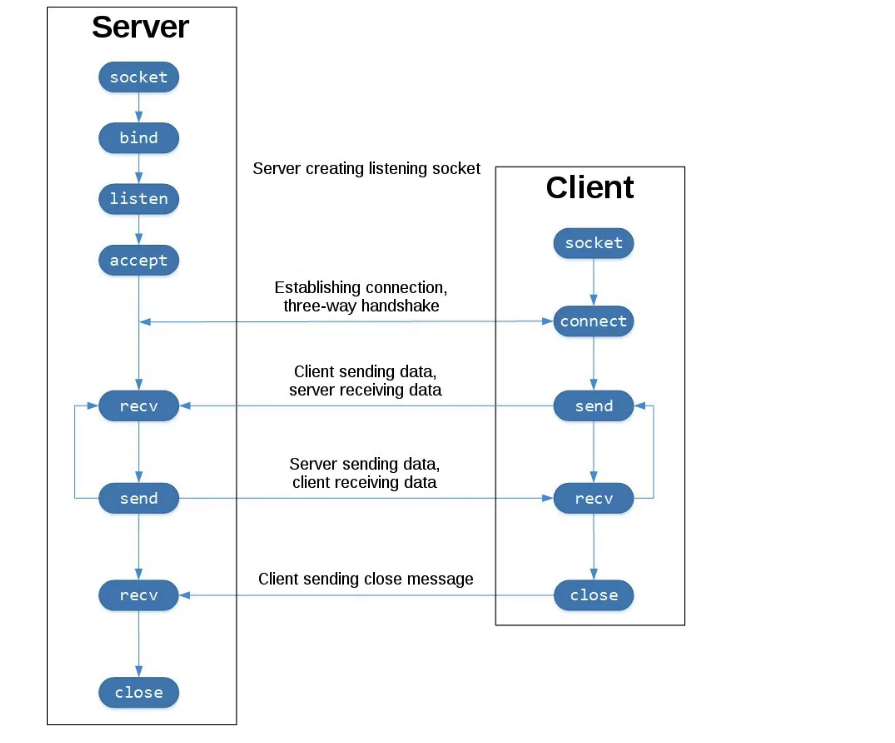 Server
socket
bind
listen
accept
recv
send
recv
close
Server creating listening socket
Establishing connection,
three-way handshake
Client sending data,
server receiving data
Server sending data,
client receiving data
Client sending close message
Client
socket
connect
send
recv
close